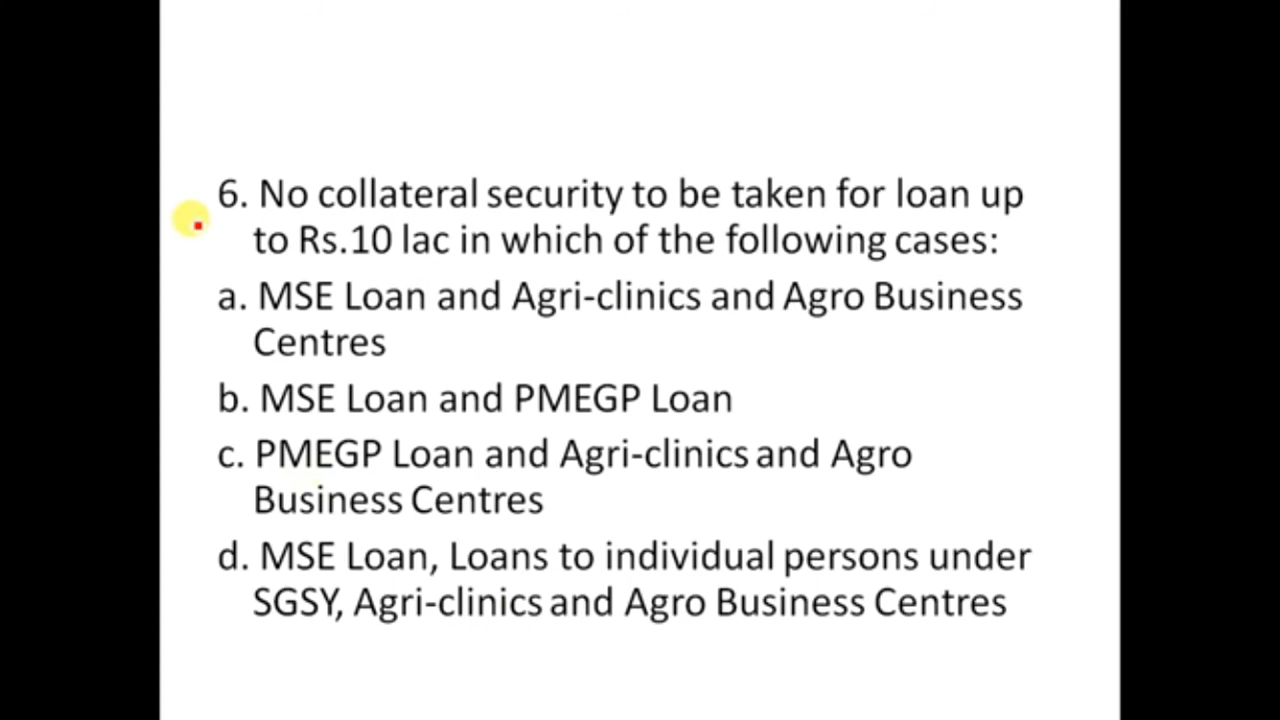 6. No collateral security to be taken for loan up
to Rs.10 lac in which of the following cases:
a. MSE Loan and Agri-clinics and Agro Business
Centres
b. MSE Loan and PMEGP Loan
c. PMEGP Loan and Agri-clinics and Agro
Business Centres
d. MSE Loan, Loans to individual persons under
SGSY, Agri-clinics and Agro Business Centres